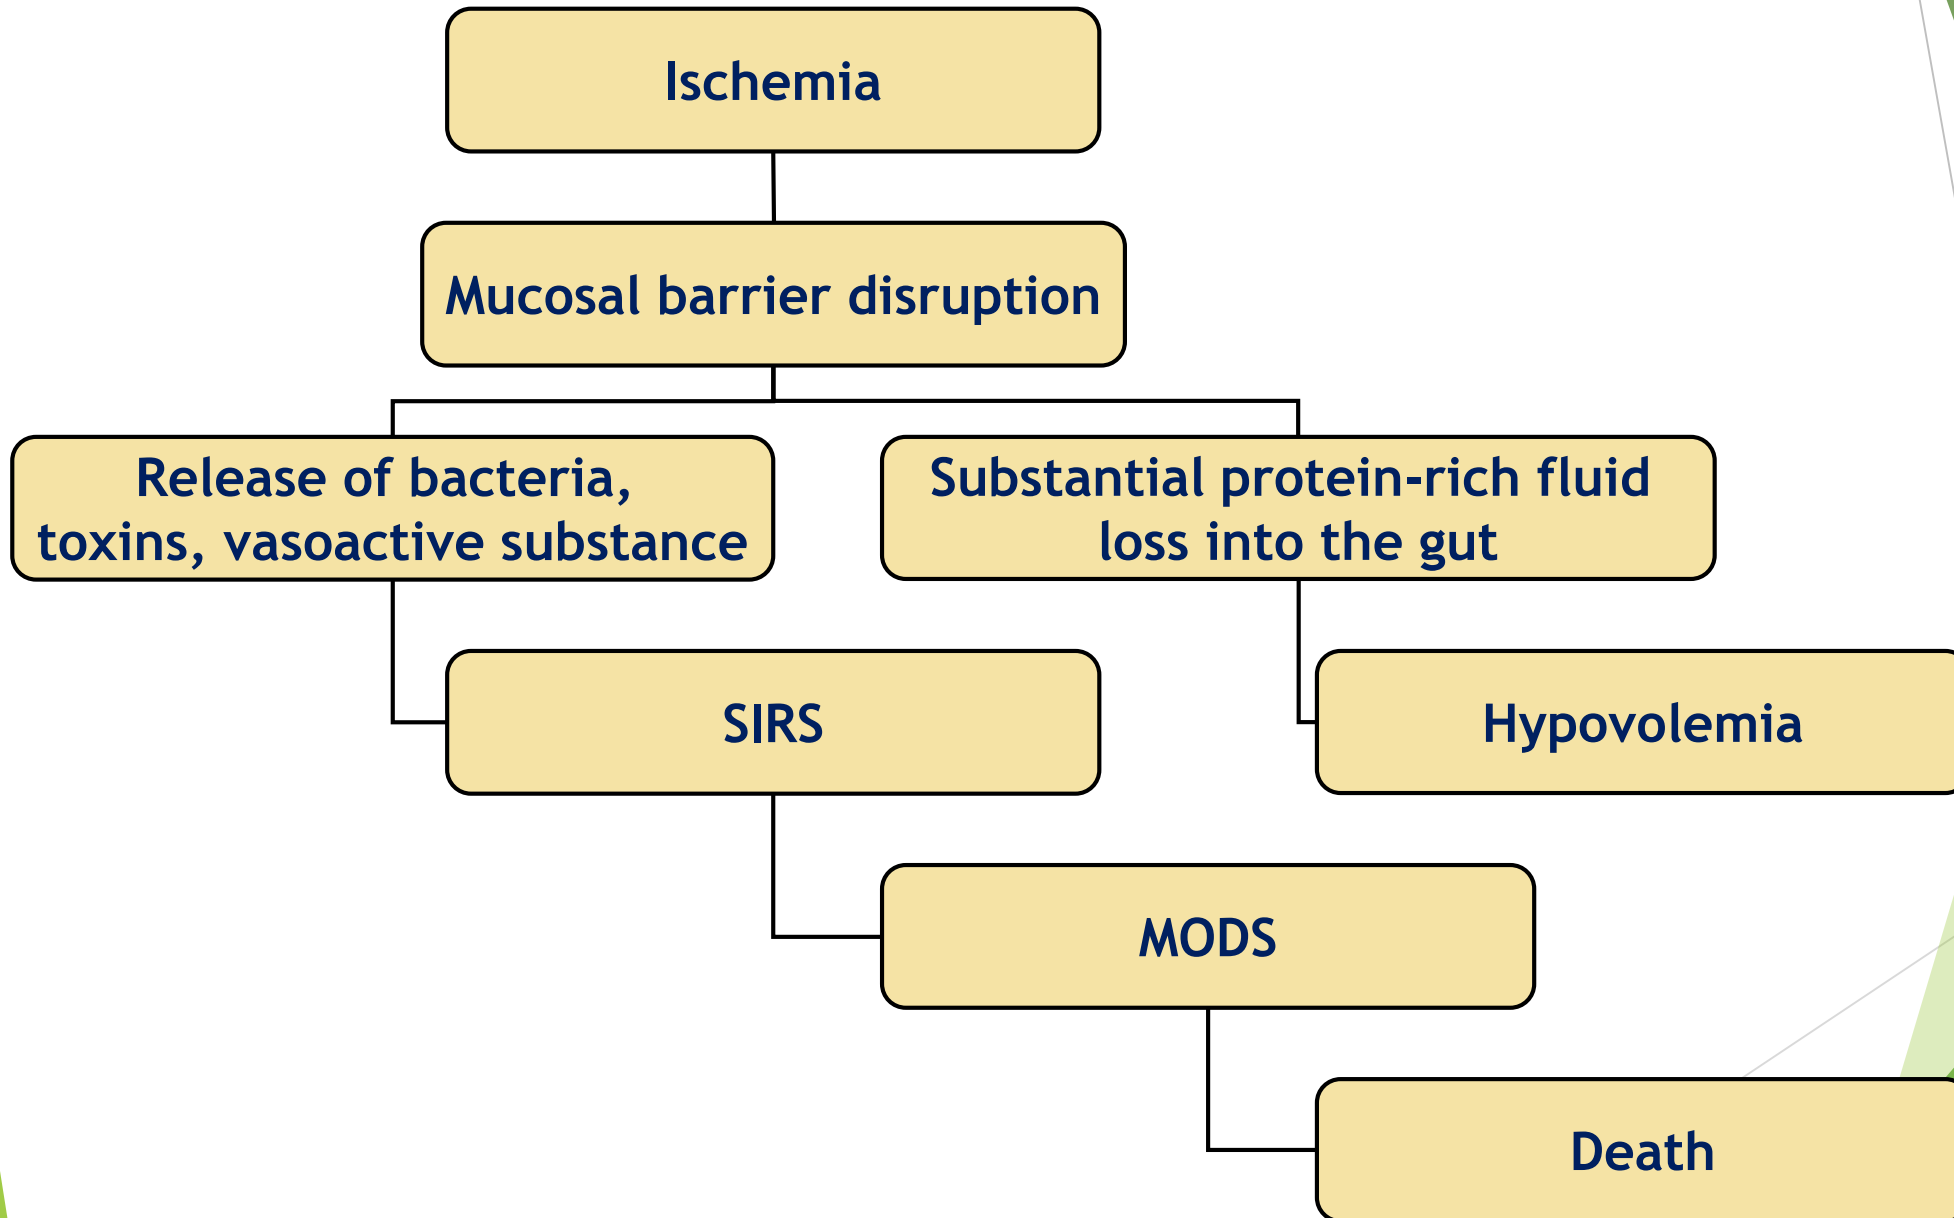 Ischemia
Mucosal barrier disruption
Release of bacteria,
toxins, vasoactive substance
Substantial protein-rich fluid
loss into the gut
SIRS
Hypovolemia
MODS
Death